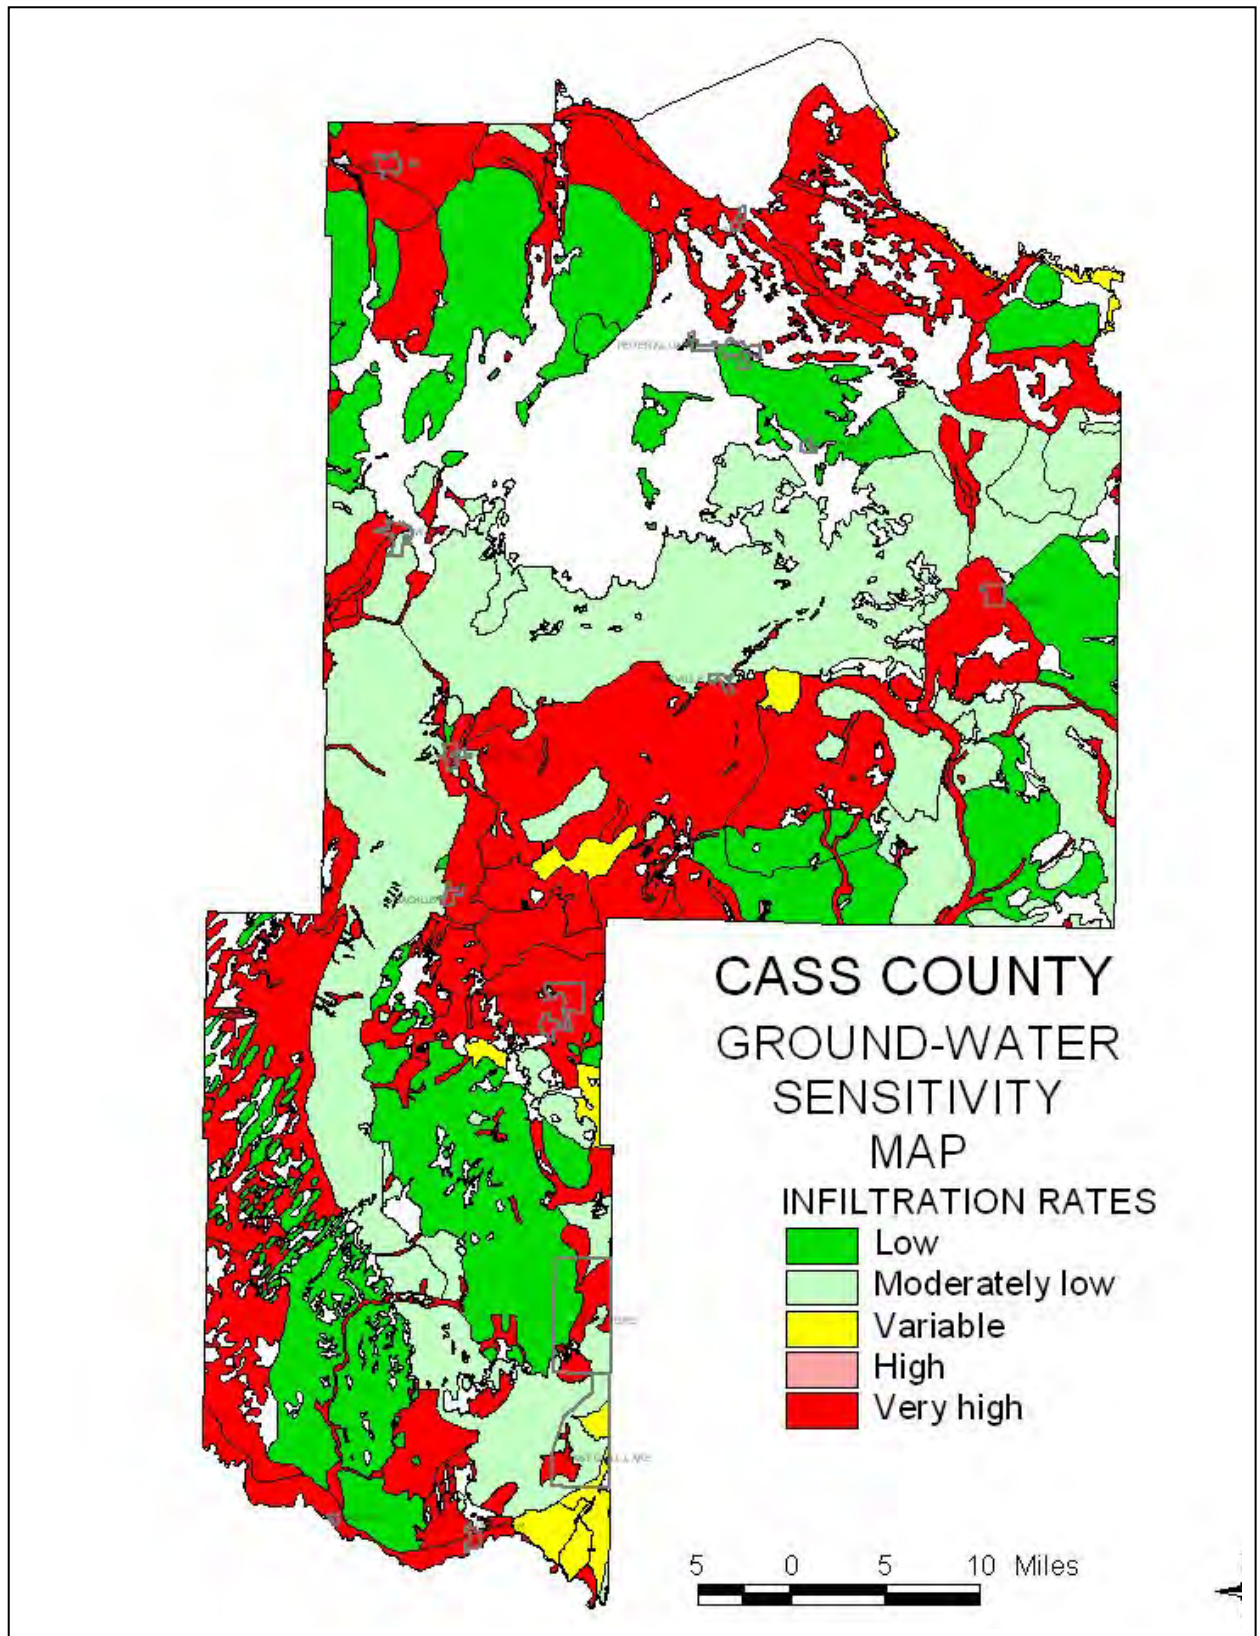 CASS COUNTY
GROUND-WATER
SENSITIVITY
MAP
INFILTRATION RATES
Low
Moderately low
Variable
High
Very high
5 0 5 10 Miles